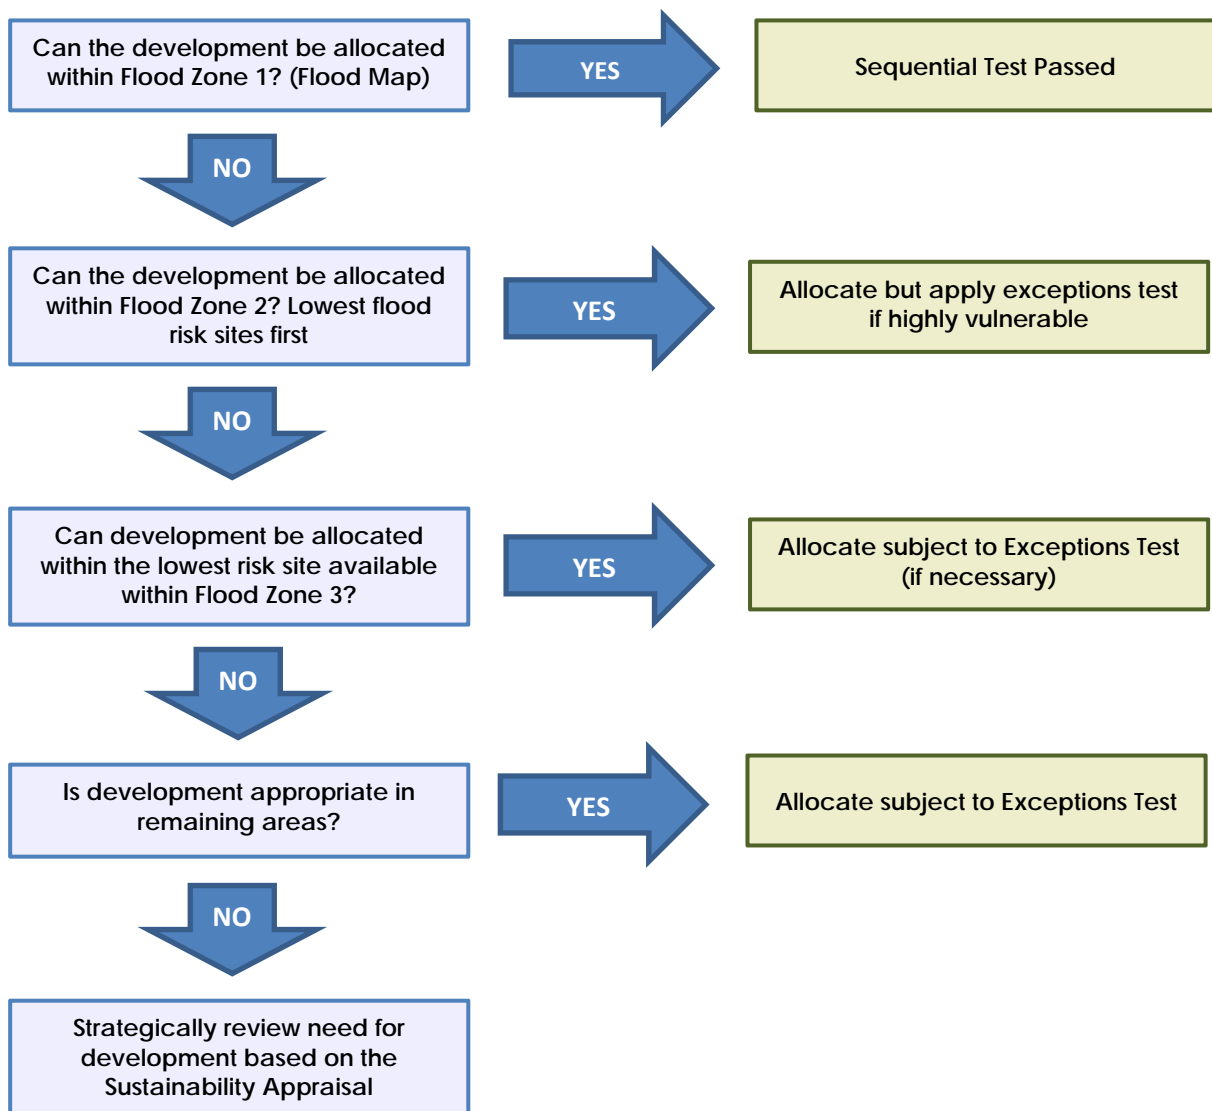 Can the development be allocated
within Flood Zone 1? (Flood Map)
YES
Sequential Test Passed
NO
Can the development be allocated
within Flood Zone 2? Lowest flood
risk sites first
YES
Allocate but apply exceptions test
if highly vulnerable
NO
Can development be allocated
within the lowest risk site available
within Flood Zone 3?
YES
Allocate subject to Exceptions Test
(if necessary)
NO
Is development appropriate in
remaining areas?
YES
Allocate subject to Exceptions Test
NO
Strategically review need for
development based on the
Sustainability Appraisal